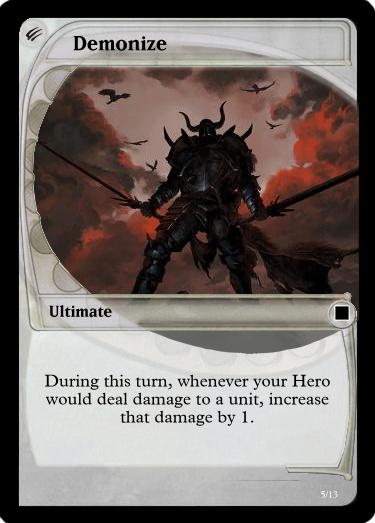 Demonize
Ultimate
During this turn, whenever your Hero
would deal damage to a unit, increase
that damage by 1.
5/13